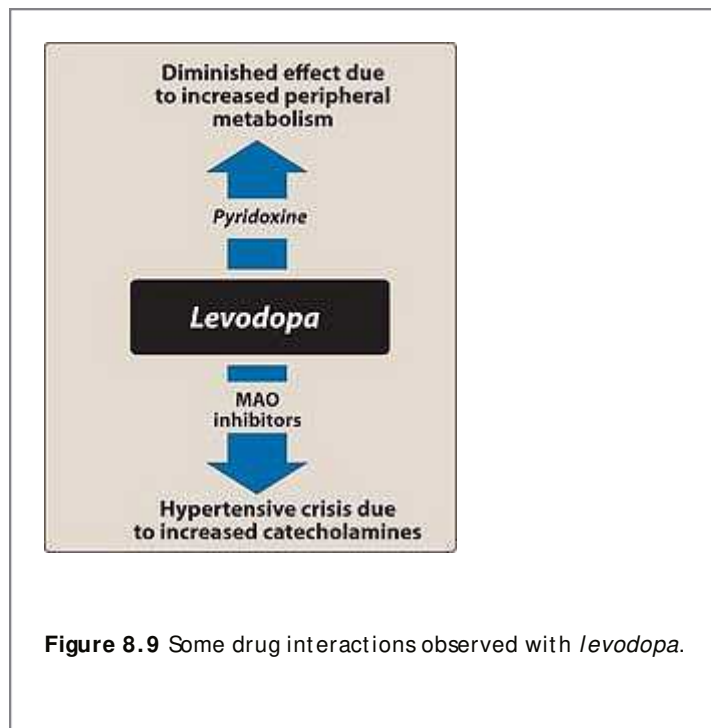 Diminished effect due
to increased peripheral
metabolism
Pyridoxine
Levodopa
MAO
inhibitors
Hypertensive crisis due
to increased catecholamines
Figure 8.9 Some drug interactions observed with levodopa.